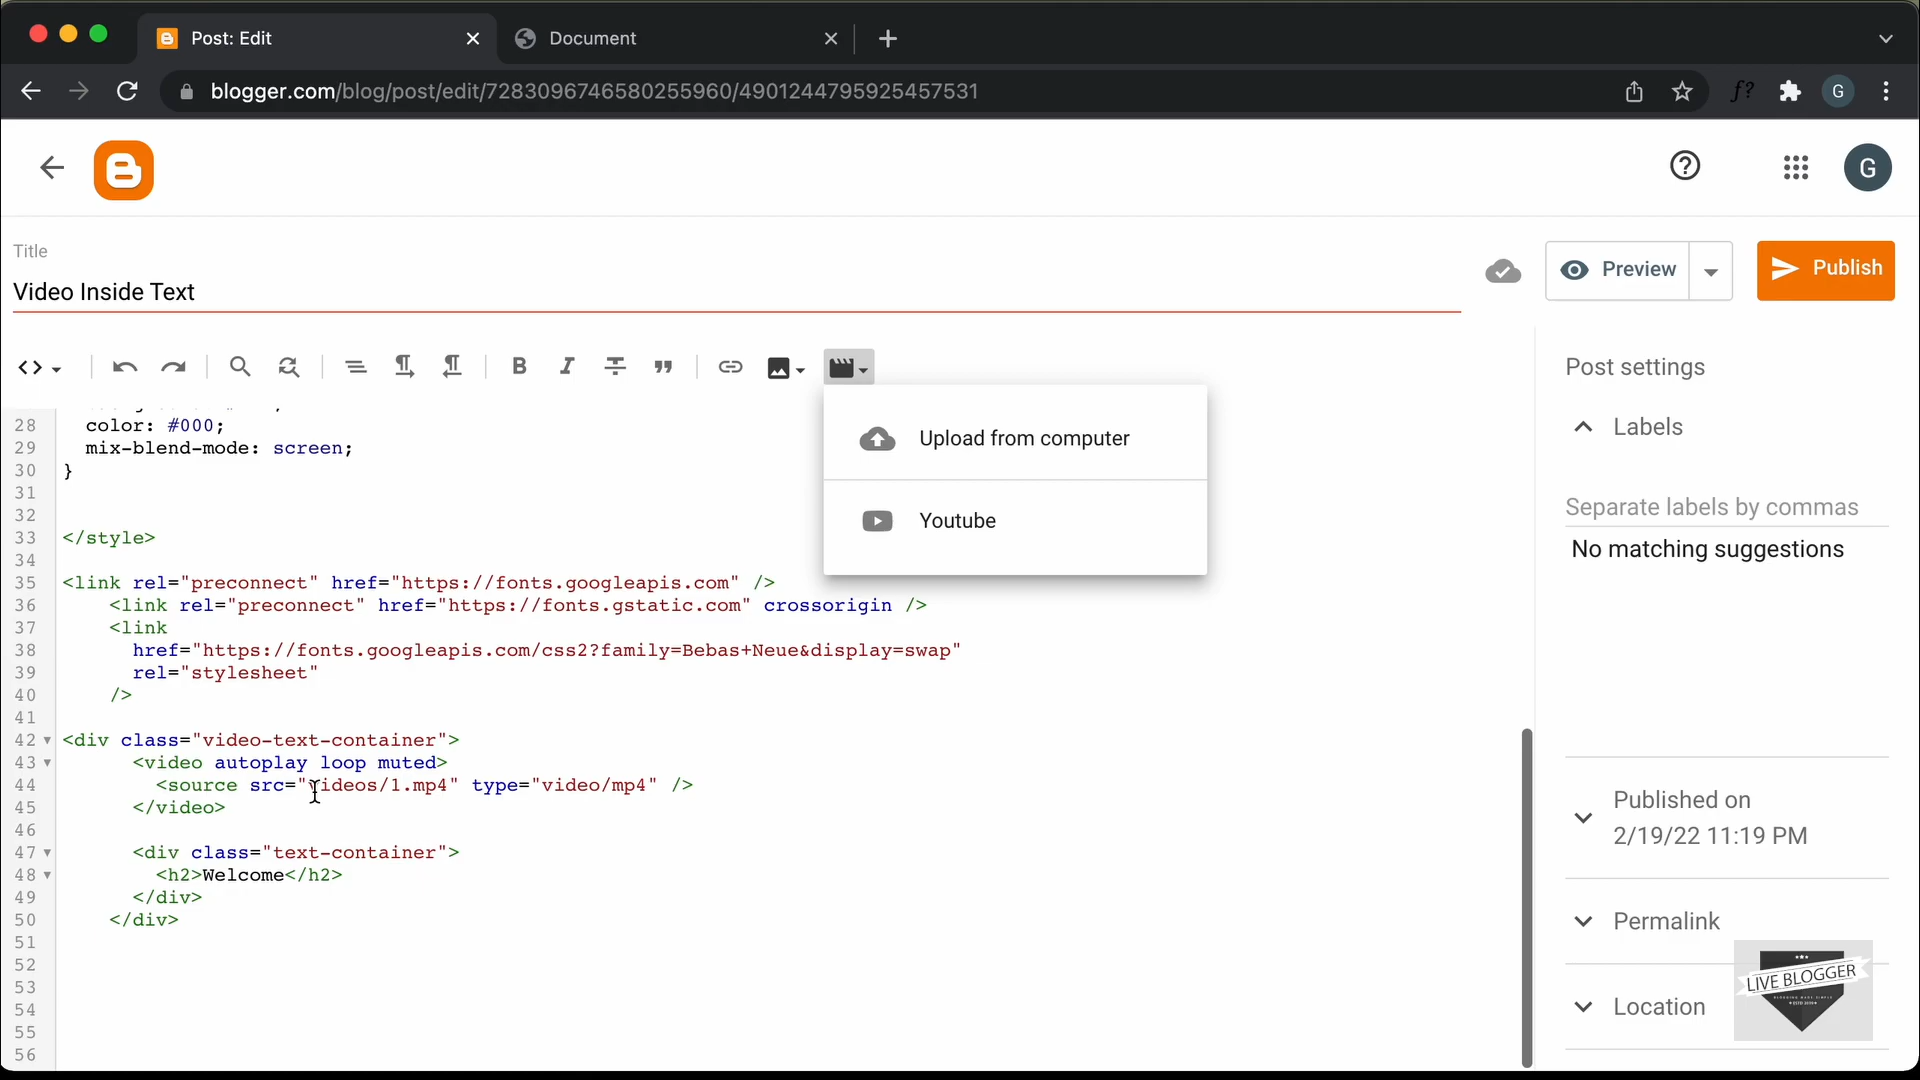 Post: Edit
Document
blogger.com/blog/post/edit/7283096746580255960/4901244795925457531
f?
G
G
Title
Video Inside Text
Preview
Publish
Post settings
Labels
Separate labels by commas
No matching suggestions
Published on
2/19/22 11:19 PM
Permalink
Location
LIVE BLOGGER
Upload from computer
Youtube
28 color: #000;
29 mix-blend-mode: screen;
30 }
31
32
33 </style>
34
35 <link rel="preconnect" href="https://fonts.googleapis.com" />
36 <link rel="preconnect" href="https://fonts.gstatic.com" crossorigin />
37 <link
38 href="https://fonts.googleapis.com/css2?family=Bebas+Neue&display=swap"
39 rel="stylesheet"
40 />
41
42 <div class="video-text-container">
43 <video autoplay loop muted>
44 <source src="videos/1.mp4" type="video/mp4" />
45 </video>
46
47 <div class="text-container">
48 <h2>Welcome</h2>
49 </div>
50 </div>
51
52
53
54
55
56